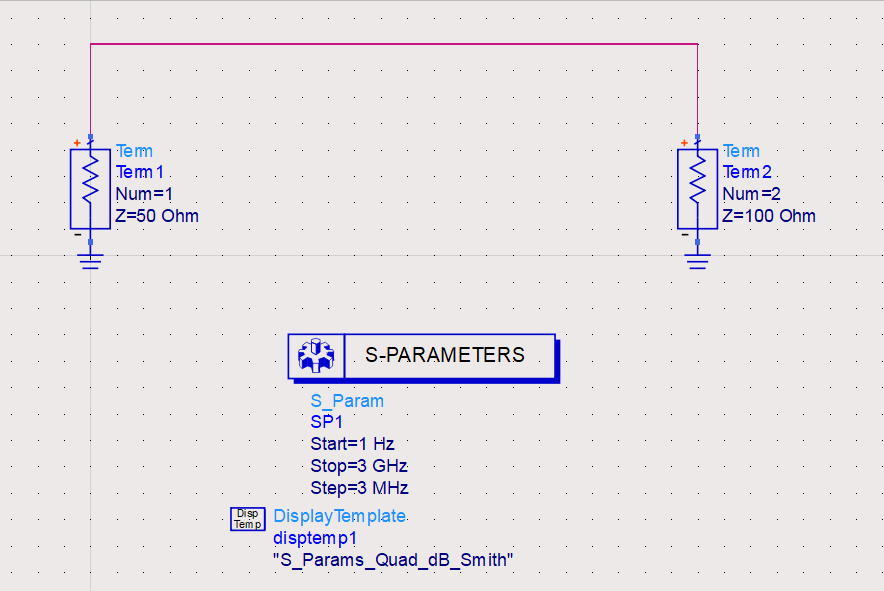 Term
Term1
Num=1
Z=50 Ohm
Term
Term2
Num=2
Z=100 Ohm
S-PARAMETERS
S_Param
SP1
Start=1 Hz
Stop=3 GHz
Step=3 MHz
Disp
Temp
DisplayTemplate
disptemp1
"S_Params_Quad_dB_Smith"